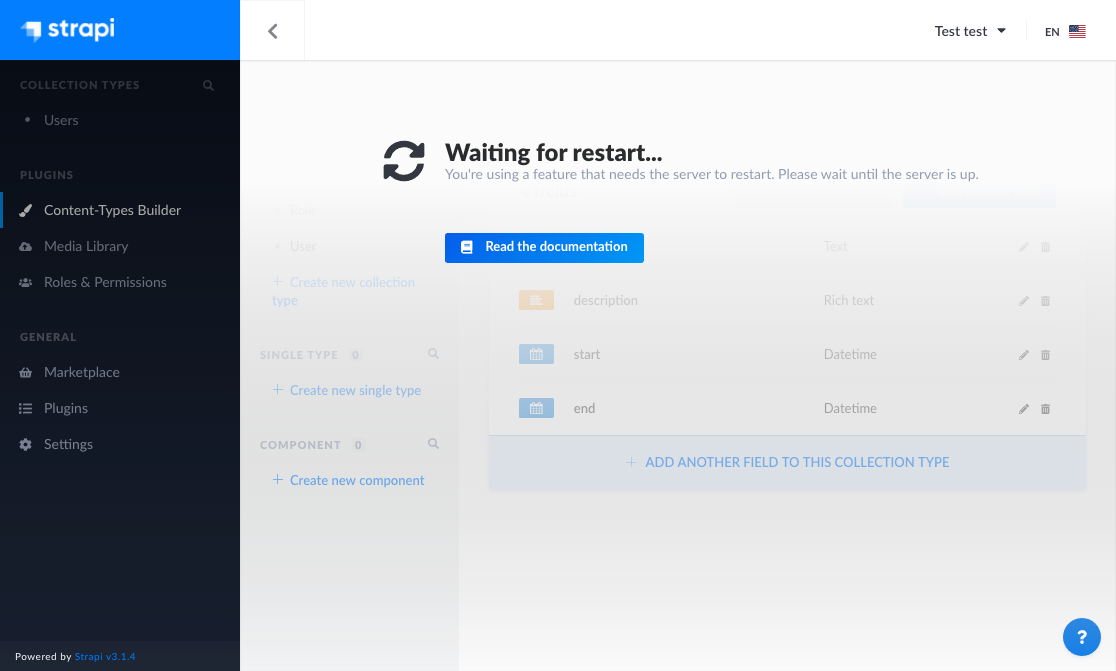 strapi
Test test
EN
COLLECTION TYPES
• Users
PLUGINS
Content-Types Builder
Media Library
Roles & Permissions
GENERAL
Marketplace
Plugins
Settings
Powered by Strapi v3.1.4
Waiting for restart...
You're using a feature that needs the server to restart. Please wait until the server is up.
Read the documentation
• Role
• User
+ Create new collection
type
SINGLE TYPE 0
+ Create new single type
COMPONENT 0
+ Create new component
Text
description Rich text
start Datetime
end Datetime
+ ADD ANOTHER FIELD TO THIS COLLECTION TYPE
?